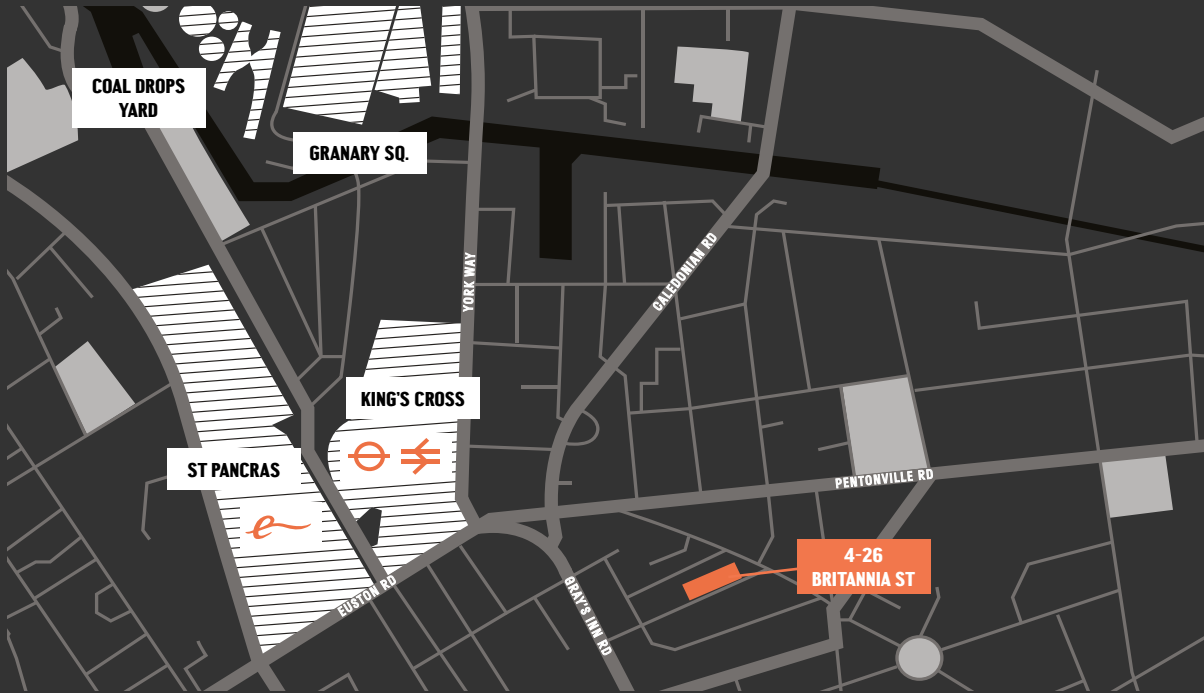 COAL DROPS
YARD
GRANARY SQ.
YORK WAY
CALEDONIAN RD
KING'S CROSS
ST PANCRAS
e
PENTONVILLE RD
4-26
BRITANNIA ST
EUSTON RD
GRAY'S INN RD